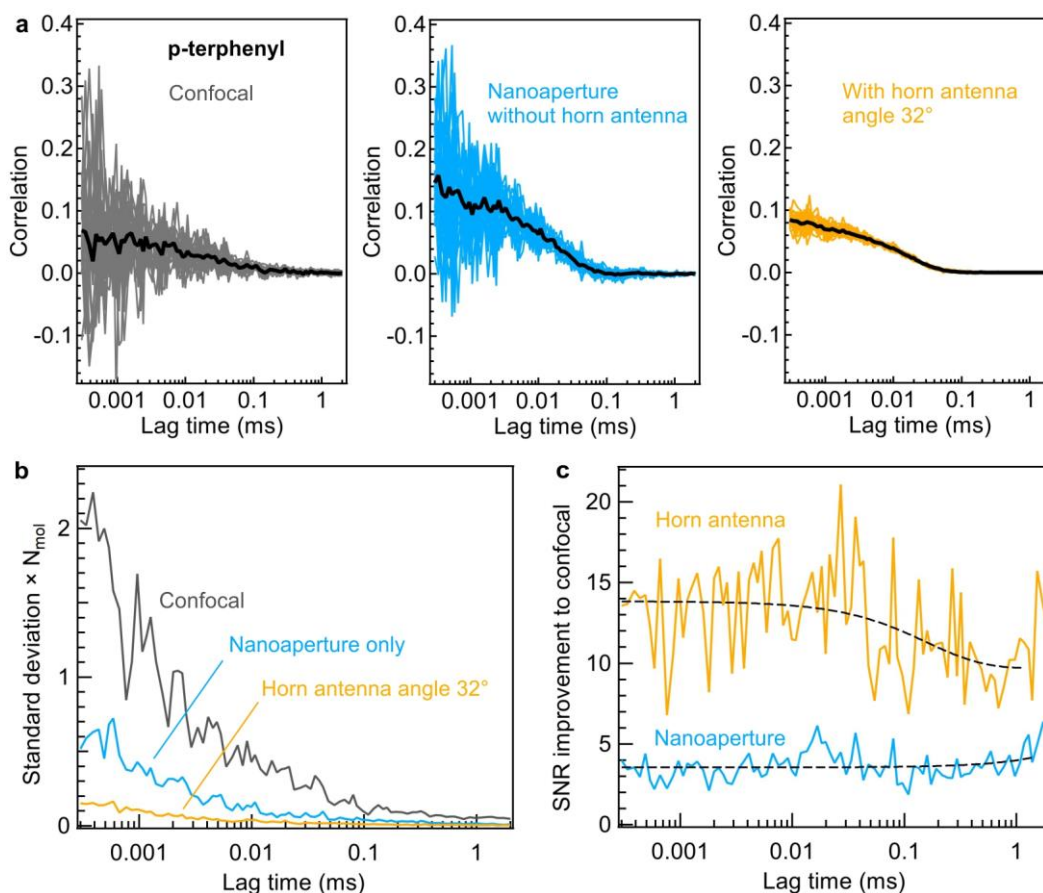 a
p-terphenyl
Confocal
0.4
0.3
0.2
0.1
0.0
-0.1
Correlation
0.001 0.01 0.1 1
Lag time (ms)
Nanoaperture
without horn antenna
0.4
0.3
0.2
0.1
0.0
-0.1
Correlation
0.001 0.01 0.1 1
Lag time (ms)
With horn antenna
angle 32°
0.4
0.3
0.2
0.1
0.0
-0.1
Correlation
0.001 0.01 0.1 1
Lag time (ms)
b
2
1
0
Standard deviation × Nmol
Confocal
Nanoaperture only
Horn antenna angle 32°
0.001 0.01 0.1 1
Lag time (ms)
c
20
15
10
5
0
SNR improvement to confocal
Horn antenna
Nanoaperture
0.001 0.01 0.1 1
Lag time (ms)